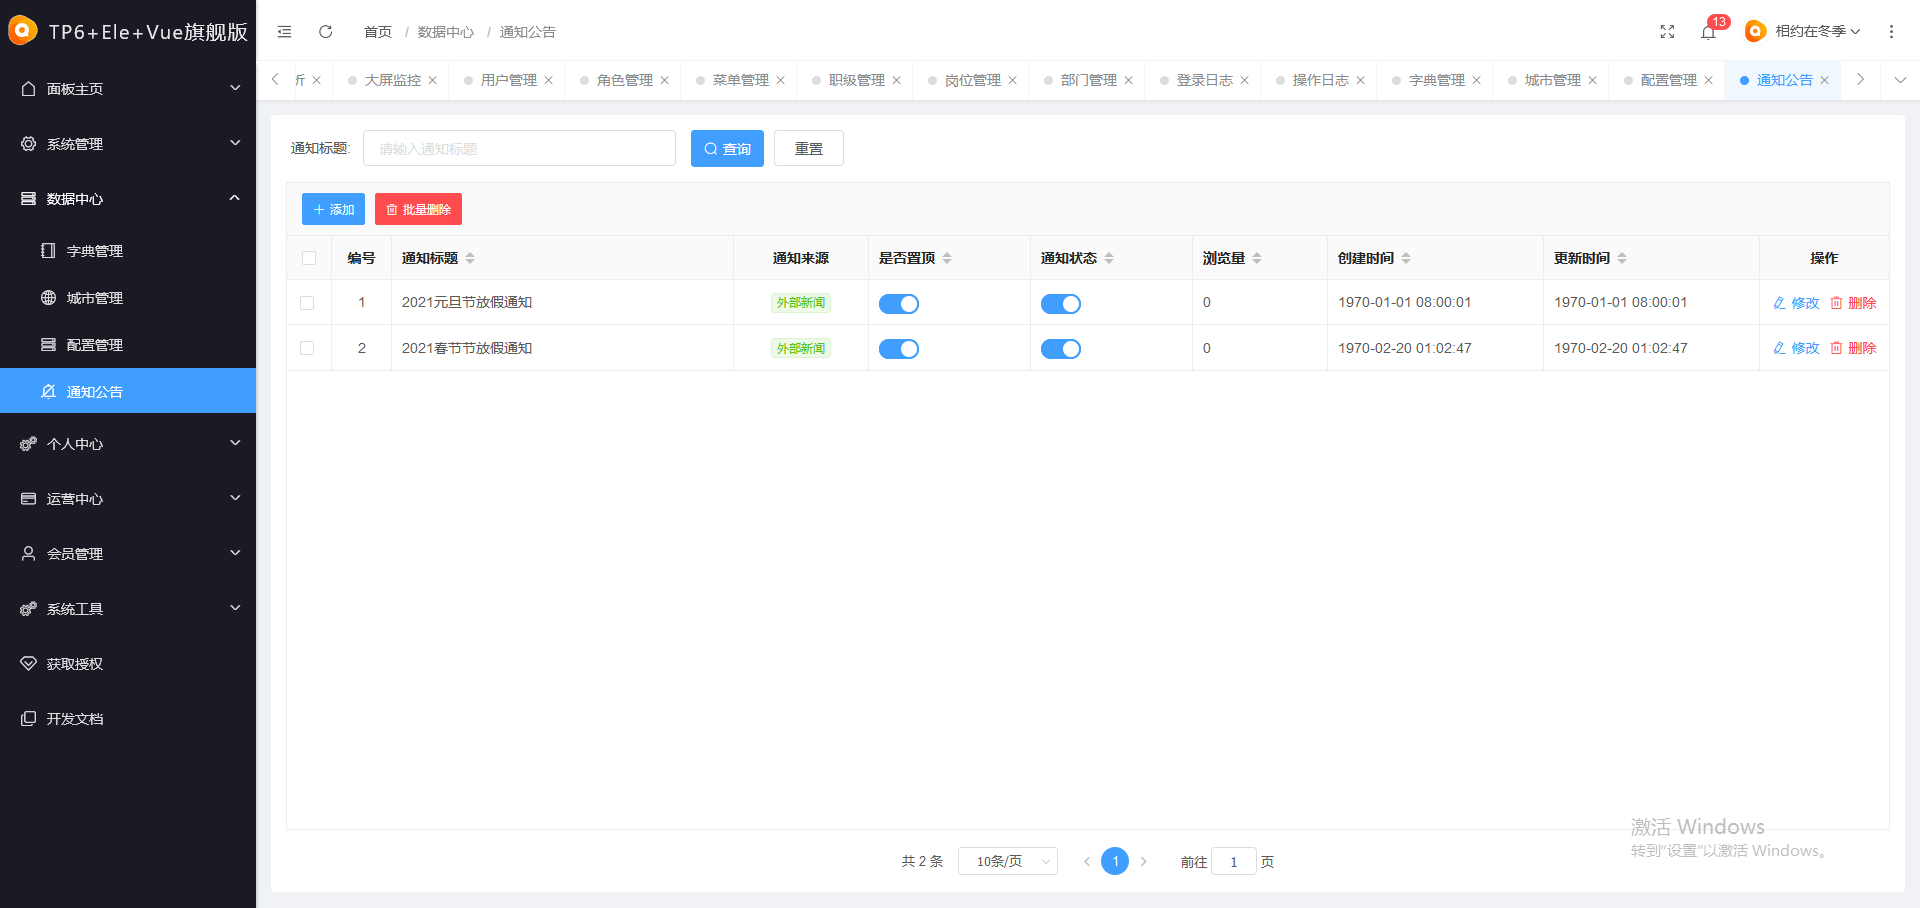 TP6+Ele+Vue旗舰版
首页 / 数据中心 / 通知公告
13
相约在冬季
大屏监控 用户管理 角色管理 菜单管理 职级管理 岗位管理 部门管理 登录日志 操作日志 字典管理 城市管理 配置管理 通知公告
面板主页
系统管理
数据中心
字典管理
城市管理
配置管理
通知公告
个人中心
运营中心
会员管理
系统工具
获取授权
开发文档
通知标题: 请输入通知标题 查询 重置
添加 批量删除
编号 通知标题 通知来源 是否置顶 通知状态 浏览量 创建时间 更新时间 操作
1 2021元旦节放假通知 外部新闻 0 1970-01-01 08:00:01 1970-01-01 08:00:01 修改 删除
2 2021春节节放假通知 外部新闻 0 1970-02-20 01:02:47 1970-02-20 01:02:47 修改 删除
共 2 条 10条/页 1 前往 1 页
激活 Windows
转到“设置”以激活 Windows。